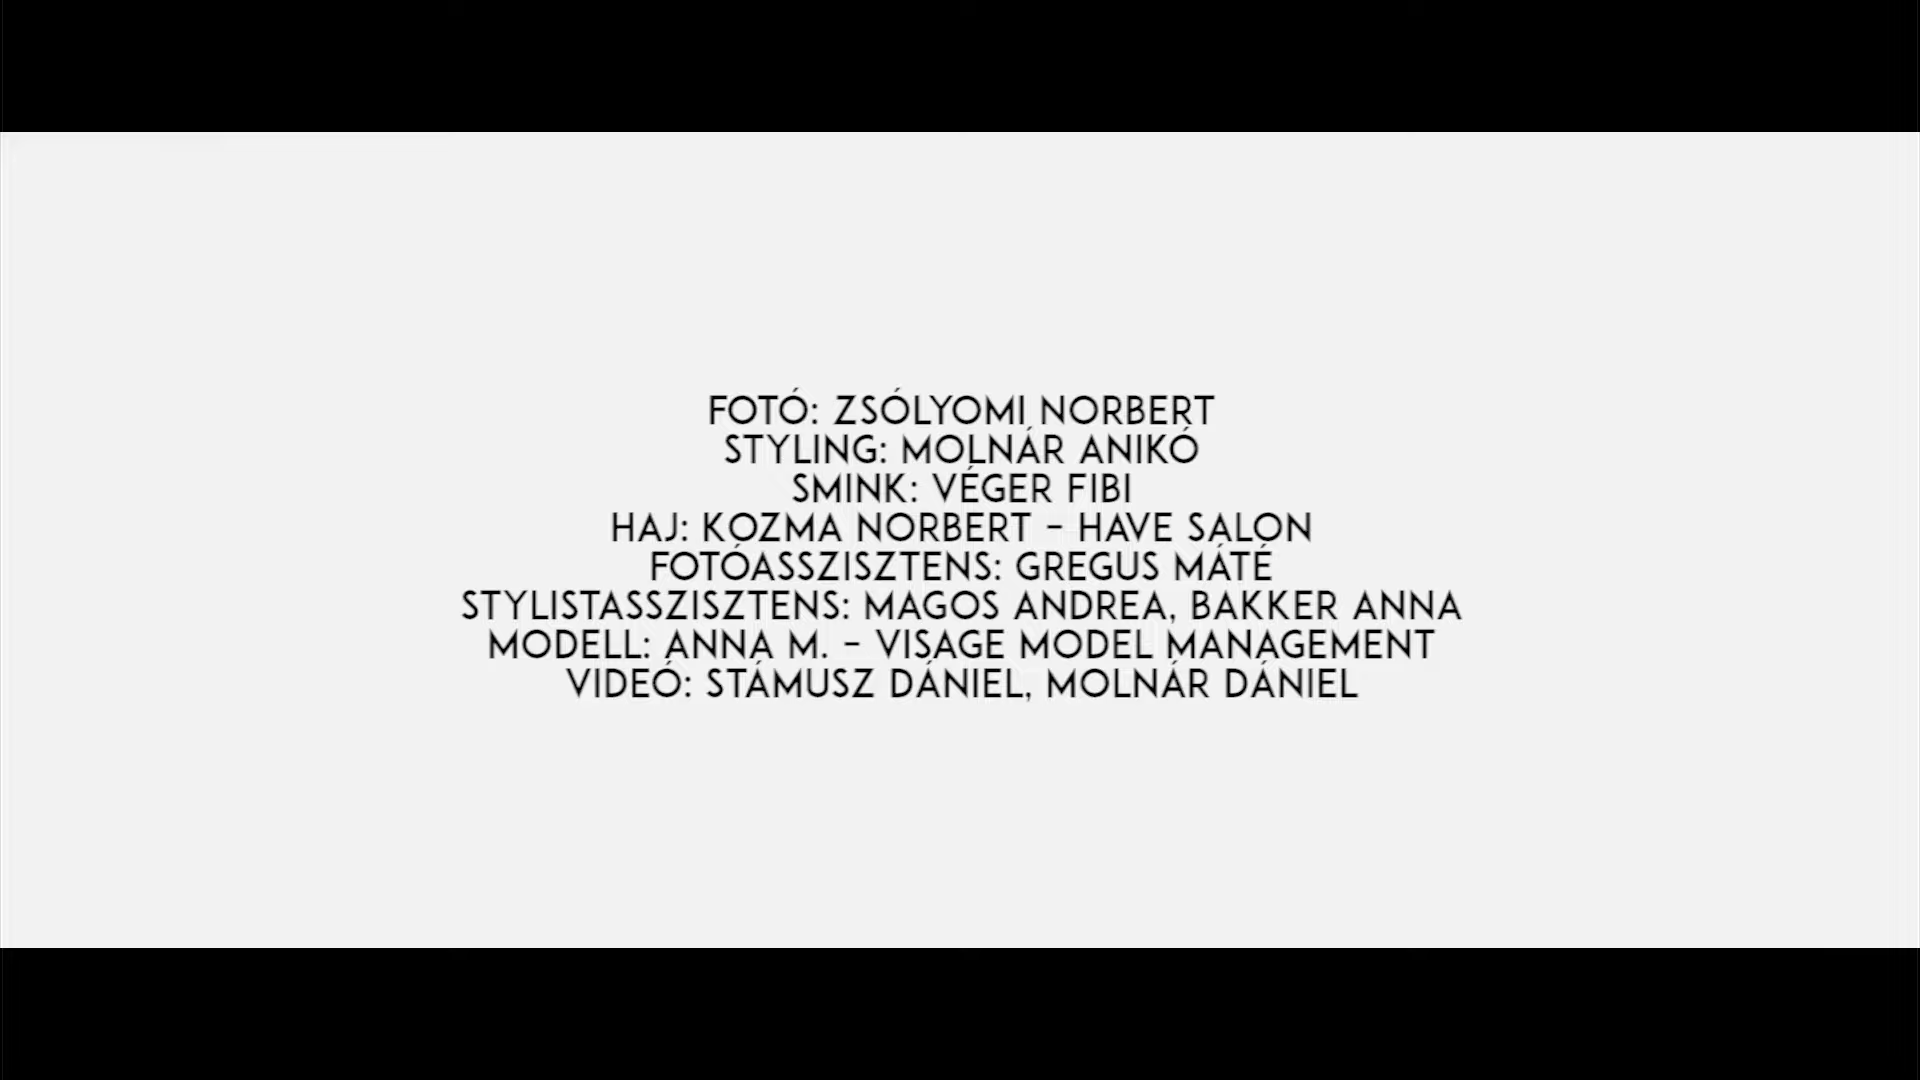 FOTÓ: ZSÓLYOMI NORBERT
STYLING: MOLNÁR ANIKÓ
SMINK: VÉGER FIBI
HAJ: KOZMA NORBERT - HAVE SALON
FOTÓASSZISZTENS: GREGUS MÁTÉ
STYLISTASSZISZTENS: MAGOS ANDREA, BAKKER ANNA
MODELL: ANNA M. - VISAGE MODEL MANAGEMENT
VIDEÓ: STÁMUSZ DÁNIEL, MOLNÁR DÁNIEL